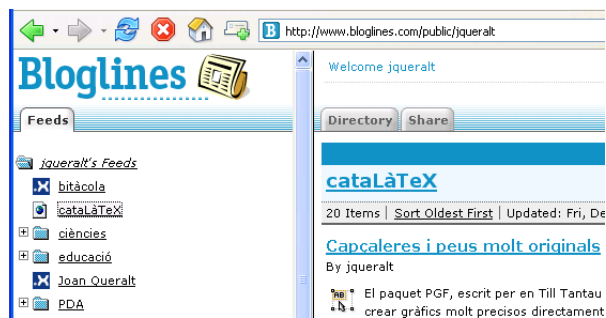 http://www.bloglines.com/public/jqueralt
Bloglines
Feeds
jqueralt's Feeds
bitàcola
cataLàTeX
ciències
educació
Joan Queralt
PDA
Welcome jqueralt
Directory Share
cataLàTeX
20 Items | Sort Oldest First | Updated: Fri, De
Capçaleres i peus molt originals
By jqueralt
El paquet PGF, escrit per en Till Tantau
crear gràfics molt precisos directament